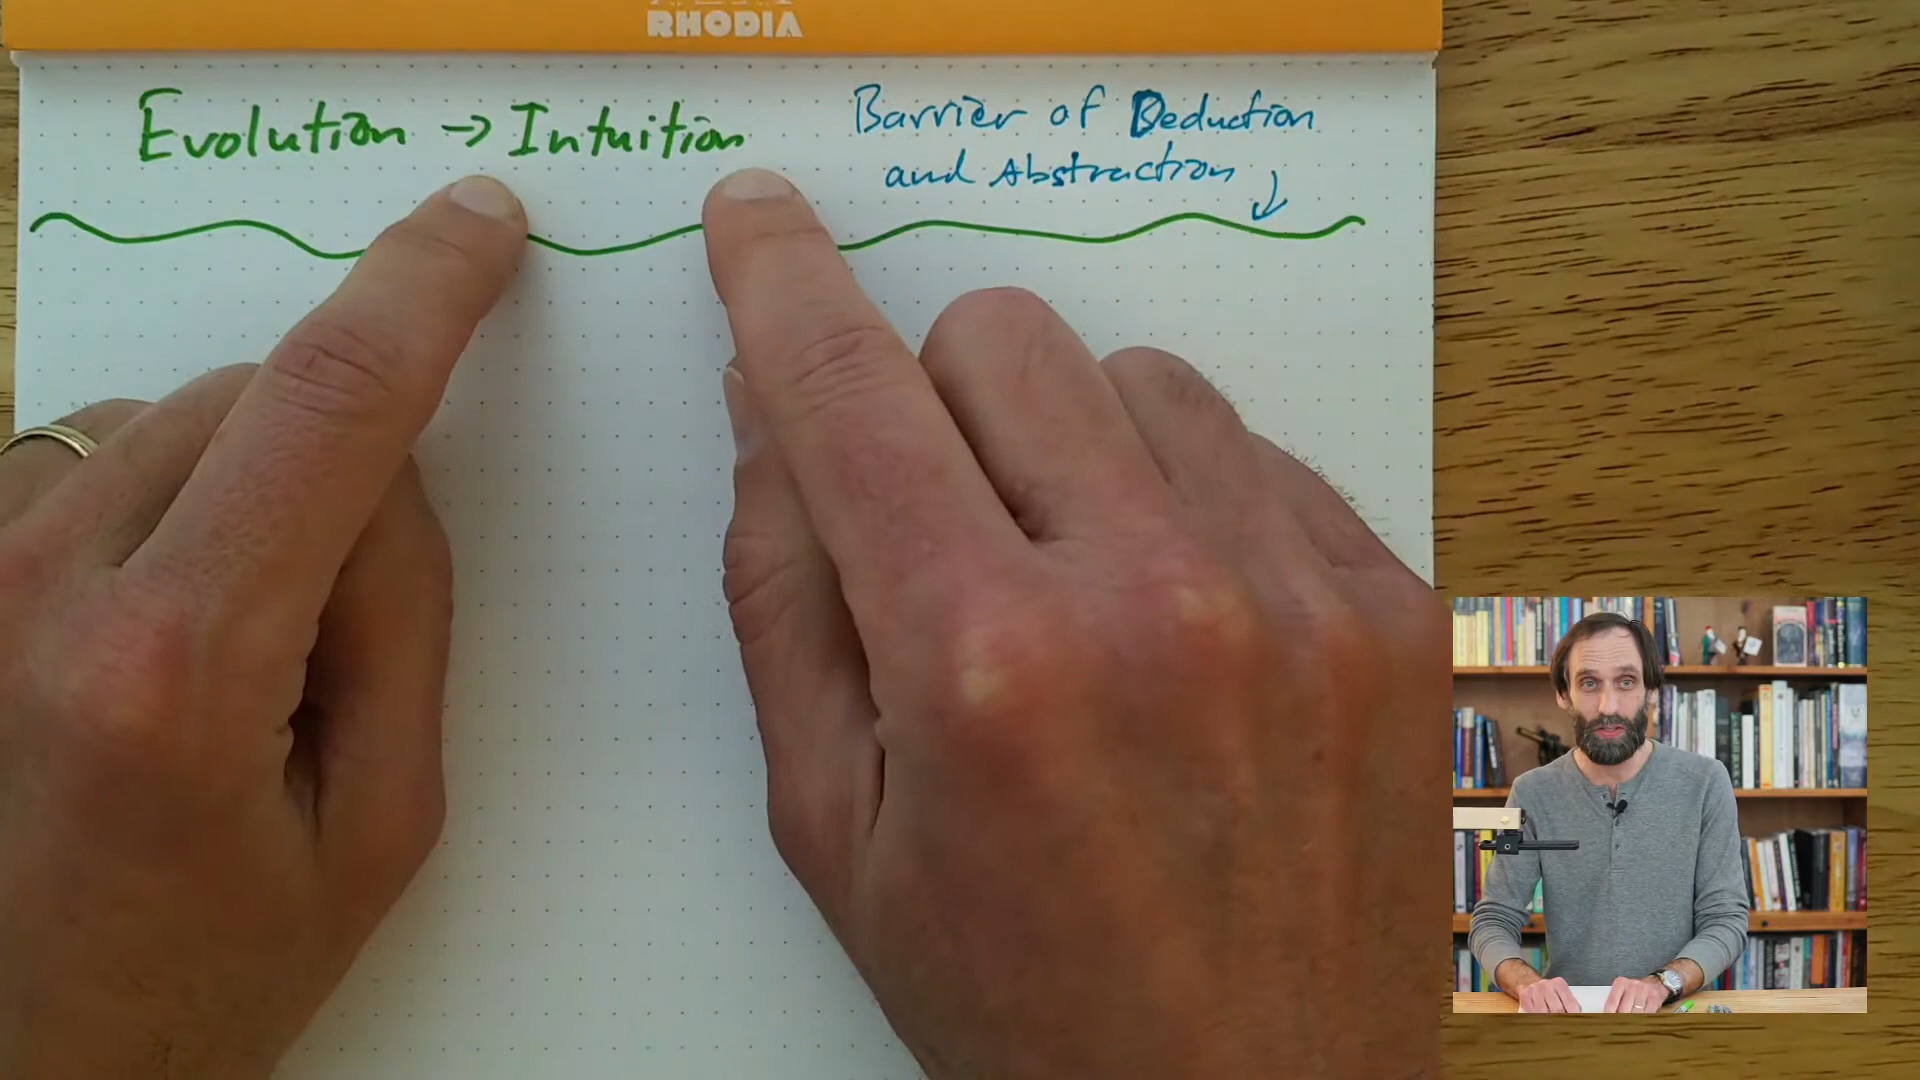 RHODIA
Evolution → Intuition
Barrier of Deduction
and Abstraction